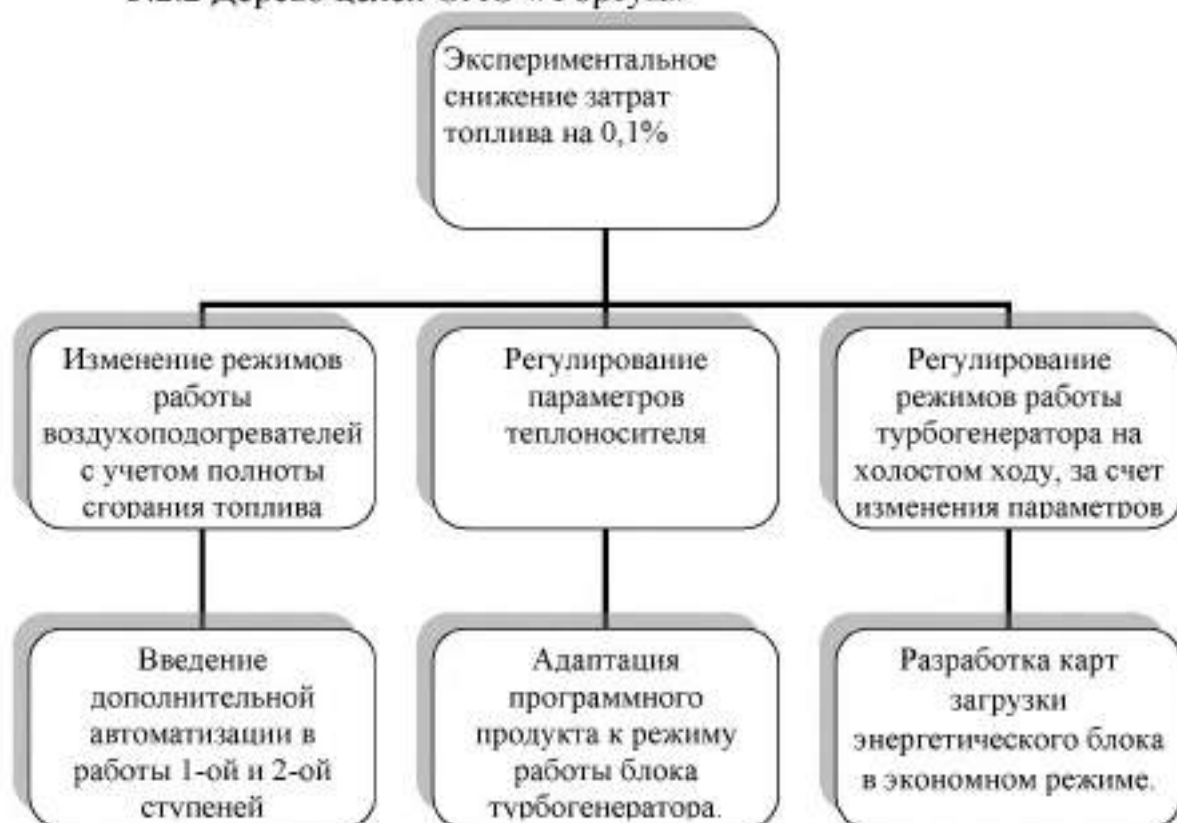 Дерево целей
Экспериментальное
снижение затрат
топлива на 0,1%
Изменение режимов
работы
воздухоподогревателей
с учетом полноты
сгорания топлива
Регулирование
параметров
теплоносителя
Регулирование
режимов работы
турбогенератора на
холостом ходу, за счет
изменения параметров
Введение
дополнительной
автоматизации в
работы 1-ой и 2-ой
ступеней
Адаптация
программного
продукта к режиму
работы блока
турбогенератора.
Разработка карт
загрузки
энергетического блока
в экономном режиме.